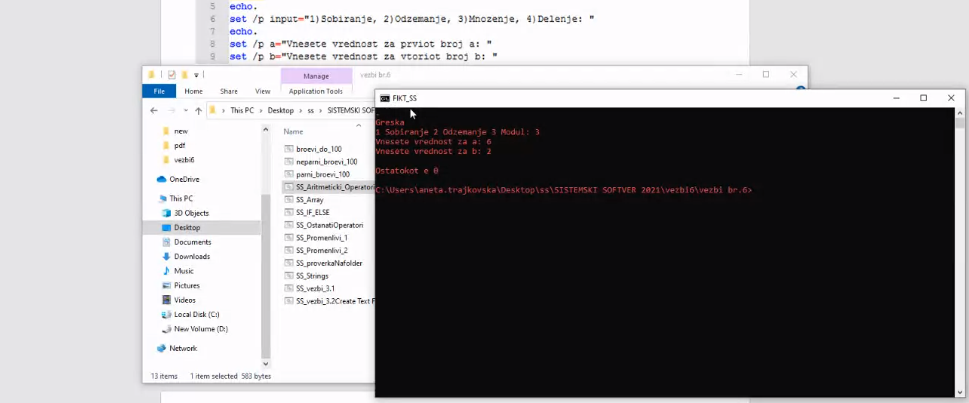 5 echo.
6 set /p input="1)Sobiranje, 2)Odzemanje, 3)Mnozenje, 4)Delenje: "
7 echo.
8 set /p a="Vnesete vrednost za prviot broj a: "
9 set /p b="Vnesete vrednost za vtoriot broj b: "
Manage
vezbi br.6
File
Home
Share
View
Application Tools
This PC > Desktop > ss > SISTEMSKI SOF
new
pdf
vezbi6
OneDrive
This PC
3D Objects
Desktop
Documents
Downloads
Music
Pictures
Videos
Local Disk (C:)
New Volume (D:)
Network
Name
broevi_do_100
neparni_broevi_100
parni_broevi_100
SS_Aritmeticki_Operatori
SS_Array
SS_IF_ELSE
SS_OstanatiOperatori
SS_Promenlivi_1
SS_Promenlivi_2
SS_proverkaNafolder
SS_Strings
SS_vezbi_3.1
SS_vezbi_3.2Create Text F
13 items
1 item selected 583 bytes
FIKT_SS
Greska
1 Sobiranje 2 Odzemanje 3 Modul: 3
Vnesete vrednost za a: 6
Vnesete vrednost za b: 2
Ostatokot e 0
C:\Users\aneta.trajkovska\Desktop\ss\SISTEMSKI SOFTVER 2021\vezbi6\vezbi br.6>